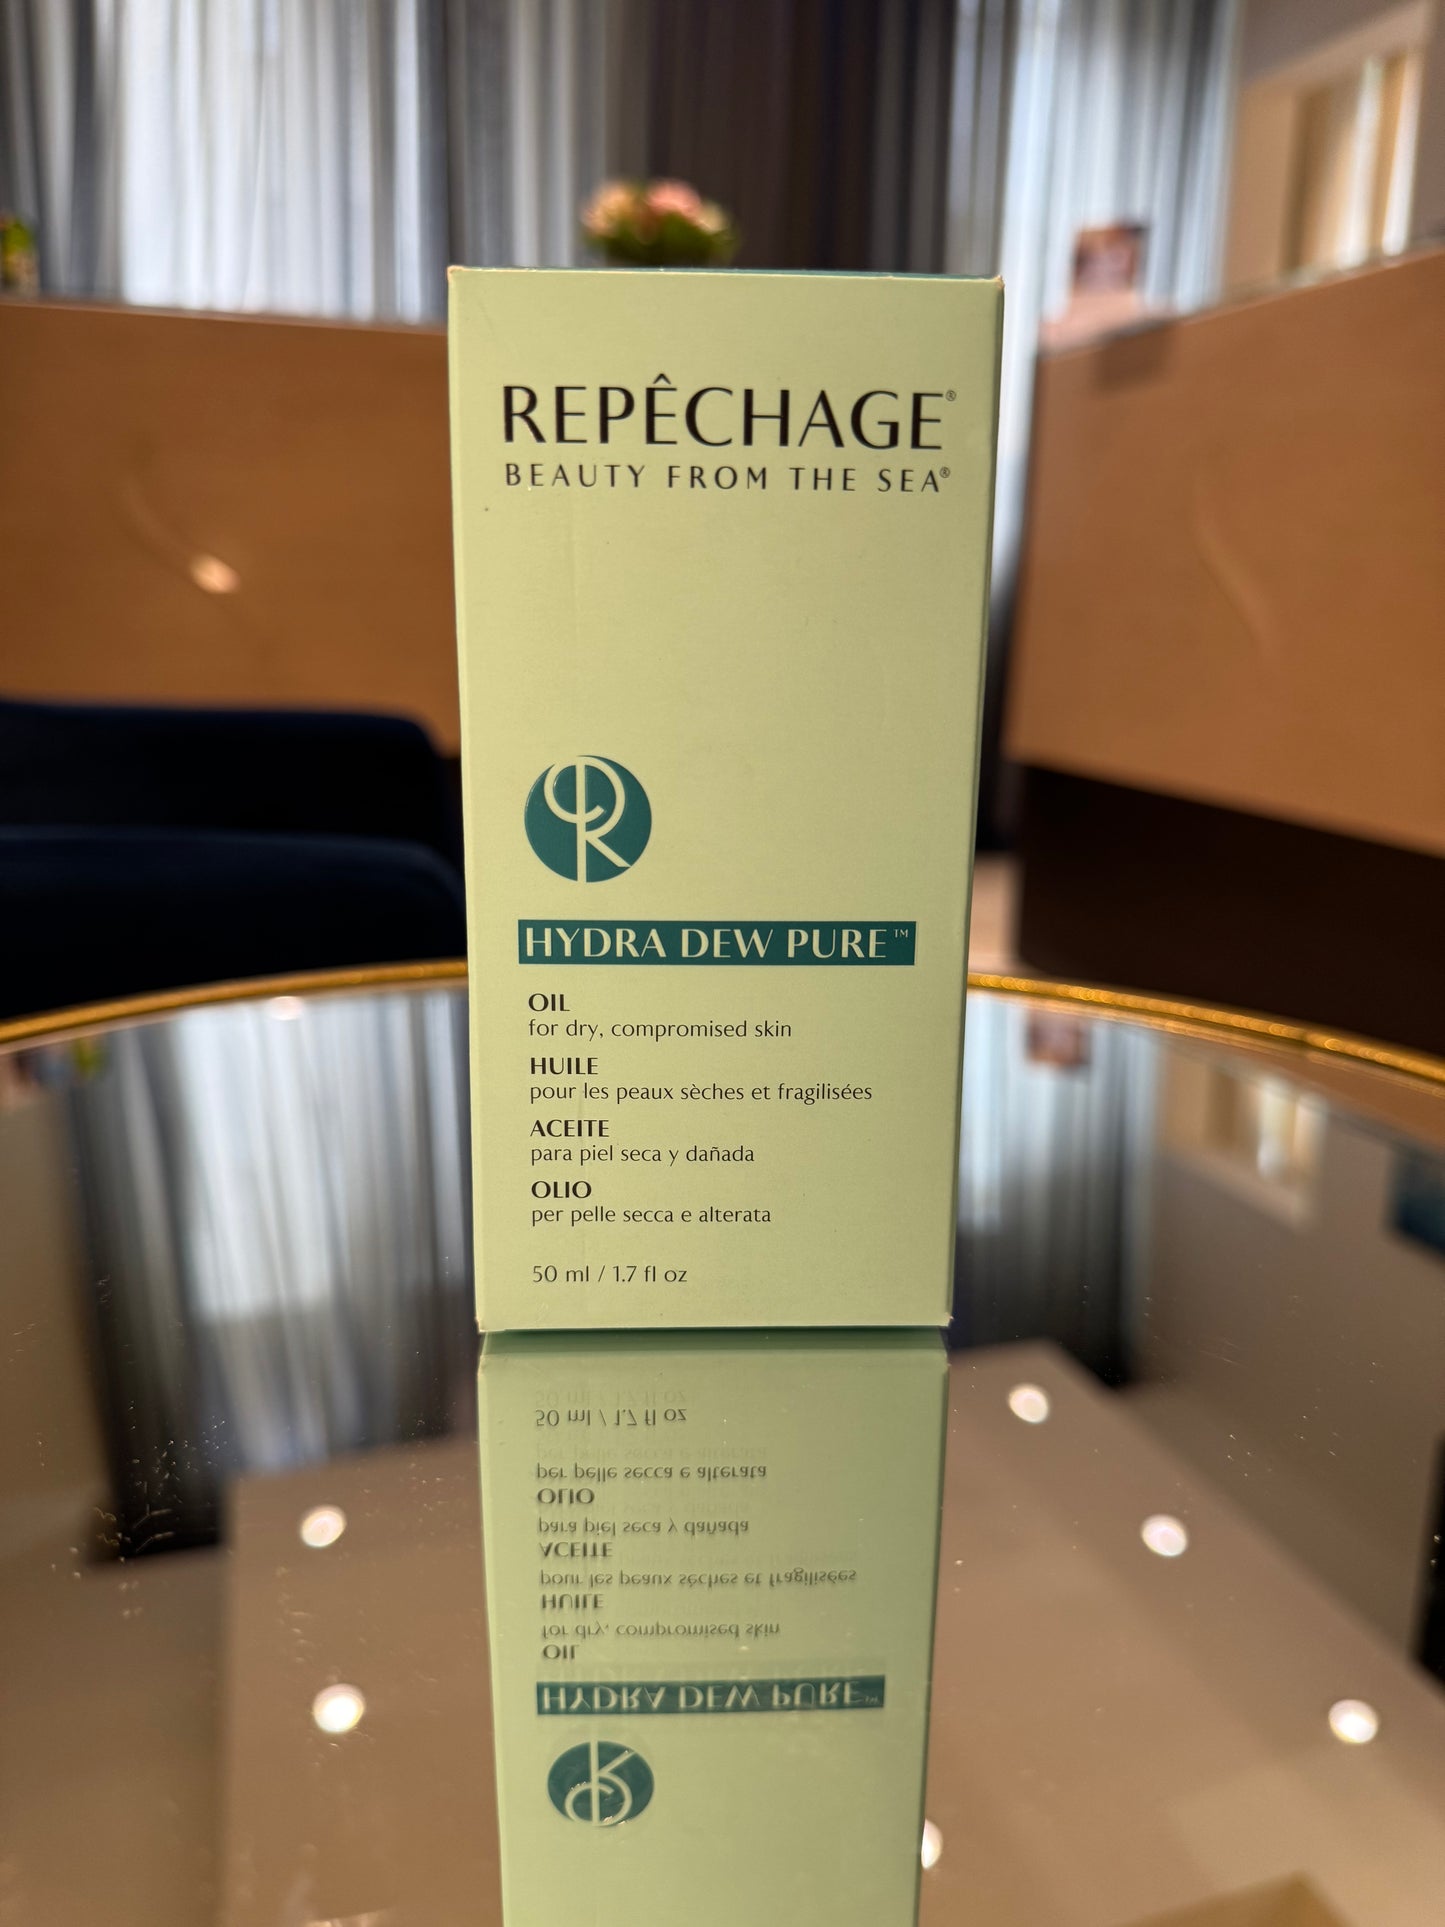 REPÊCHAGE®
BEAUTY FROM THE SEA®
HYDRA DEW PURE™
OIL
for dry, compromised skin
HUILE
pour les peaux sèches et fragilisées
ACEITE
para piel seca y dañada
OLIO
per pelle secca e alterata
50 ml / 1.7 fl oz